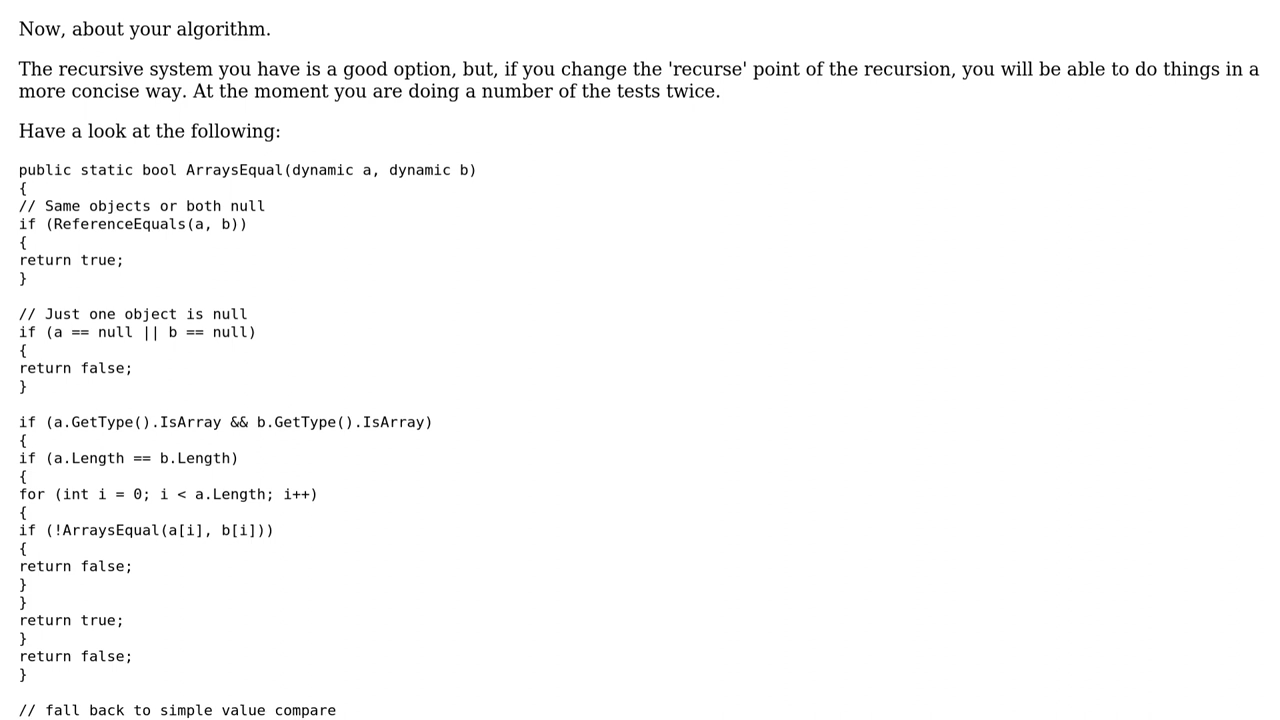 Now, about your algorithm.
The recursive system you have is a good option, but, if you change the 'recurse' point of the recursion, you will be able to do things in a
more concise way. At the moment you are doing a number of the tests twice.
Have a look at the following:
public static bool ArraysEqual(dynamic a, dynamic b)
{
// Same objects or both null
if (ReferenceEquals(a, b))
{
return true;
}
// Just one object is null
if (a == null || b == null)
{
return false;
}
if (a.GetType().IsArray && b.GetType().IsArray)
{
if (a.Length == b.Length)
{
for (int i = 0; i < a.Length; i++)
{
if (!ArraysEqual(a[i], b[i]))
{
return false;
}
}
return true;
}
return false;
}
// fall back to simple value compare